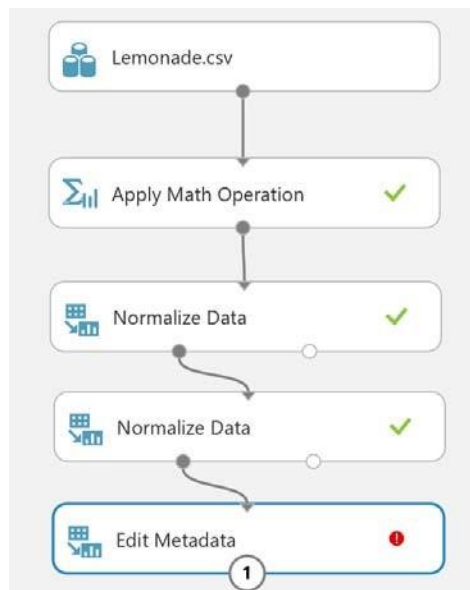 Lemonade.csv
Apply Math Operation
Normalize Data
Normalize Data
Edit Metadata
1